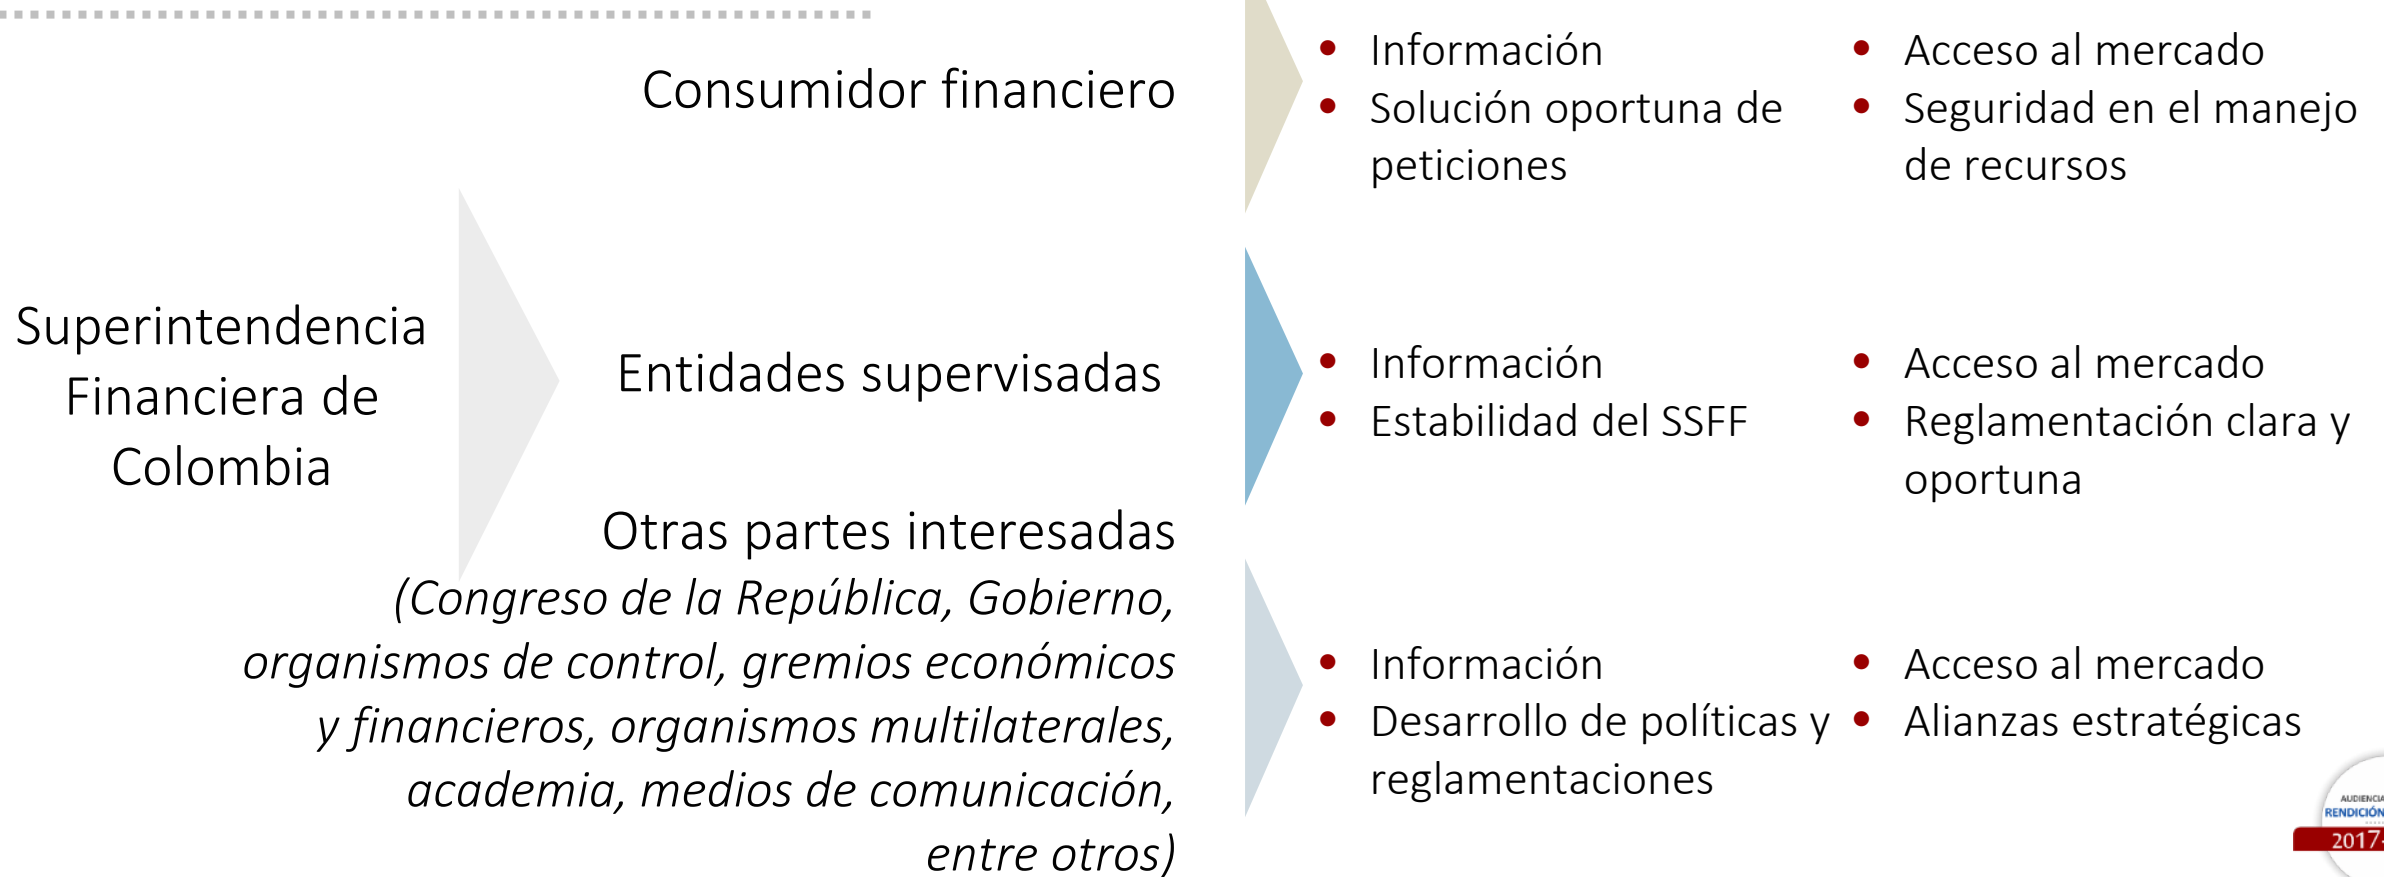 Consumidor financiero
• Información
• Solución oportuna de
peticiones
• Acceso al mercado
• Seguridad en el manejo
de recursos
Superintendencia
Financiera de
Colombia
Entidades supervisadas
• Información
• Estabilidad del SSFF
• Acceso al mercado
• Reglamentación clara y
oportuna
Otras partes interesadas
(Congreso de la República, Gobierno,
organismos de control, gremios económicos
y financieros, organismos multilaterales,
academia, medios de comunicación,
entre otros)
• Información
• Desarrollo de políticas y
reglamentaciones
• Acceso al mercado
• Alianzas estratégicas
AUDIENCIA
RENDICIÓN
2017-